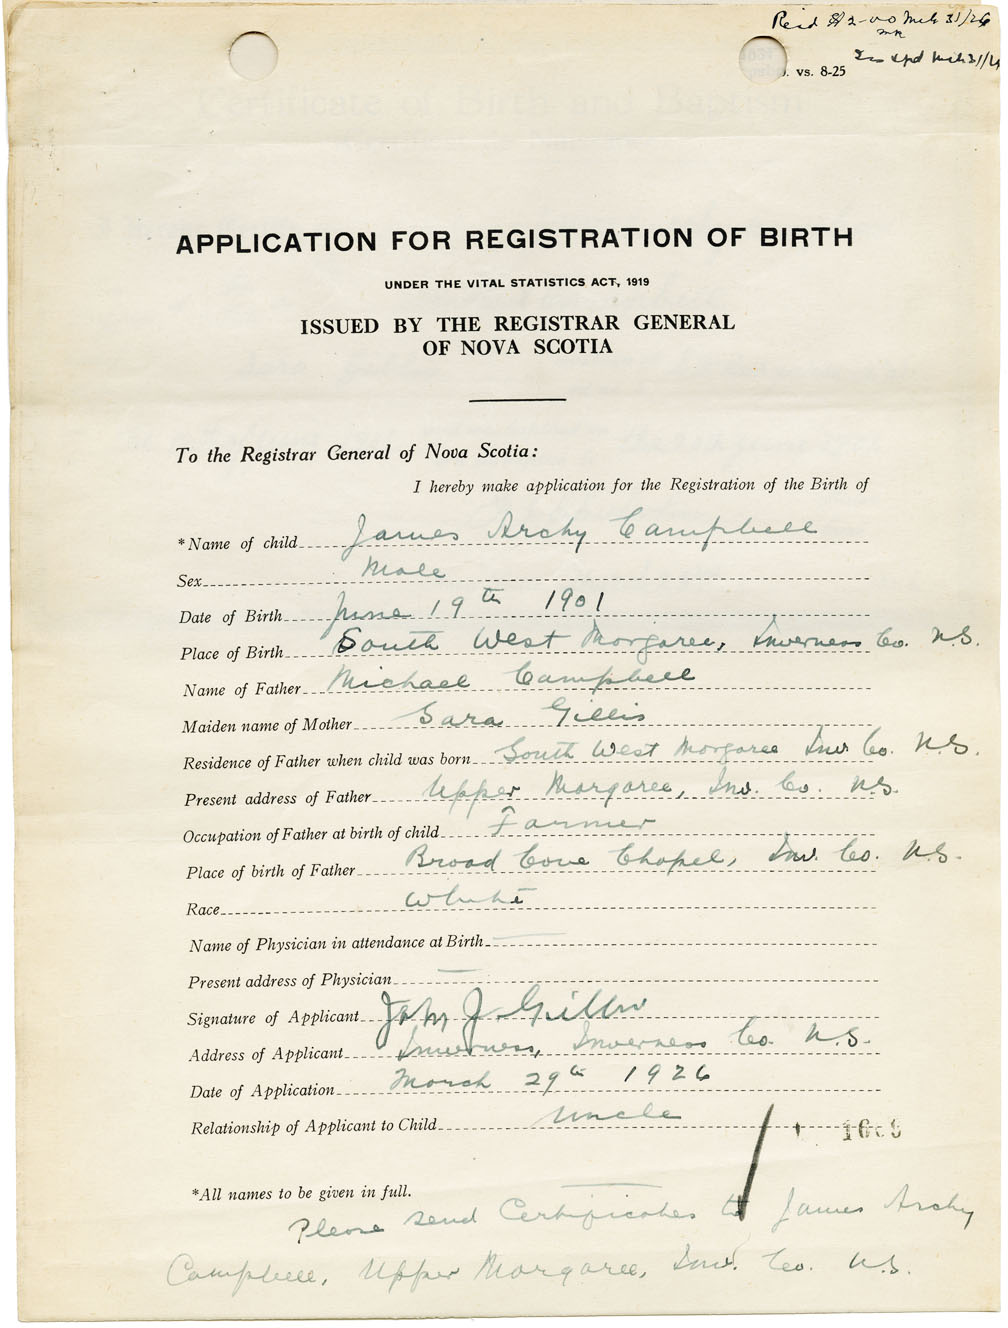 Recd $2-00 Mch 31/26
MR
Ins Apd Mch 31/26
. vs. 8-25
APPLICATION FOR REGISTRATION OF BIRTH
UNDER THE VITAL STATISTICS ACT, 1919
ISSUED BY THE REGISTRAR GENERAL
OF NOVA SCOTIA
To the Registrar General of Nova Scotia:
I hereby make application for the Registration of the Birth of
*Name of child James Archy Campbell
Sex Male
Date of Birth June 19th 1901
Place of Birth South West Margaree, Inverness Co. N.S.
Name of Father Michael Campbell
Maiden name of Mother Sara Gillis
Residence of Father when child was born South West Margaree Inv Co. N.S.
Present address of Father Upper Margaree, Inv. Co. N.S.
Occupation of Father at birth of child Farmer
Place of birth of Father Broad Cove Chapel, Inv. Co. N.S.
Race White
Name of Physician in attendance at Birth
Present address of Physician
Signature of Applicant John J. Gillis
Address of Applicant Inverness, Inverness Co. N.S.
Date of Application March 29th 1926
Relationship of Applicant to Child Uncle
*All names to be given in full.
Please send Certificates to James Archy
Campbell, Upper Margaree, Inv. Co. N.S.